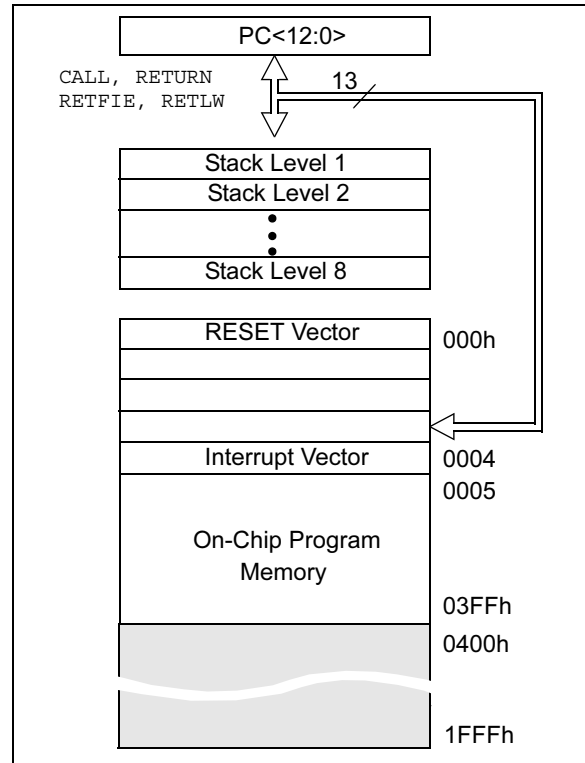 PC<12:0>
CALL, RETURN
RETFIE, RETLW
13
Stack Level 1
Stack Level 2
Stack Level 8
RESET Vector
000h
Interrupt Vector
0004
0005
On-Chip Program
Memory
03FFh
0400h
1FFFh